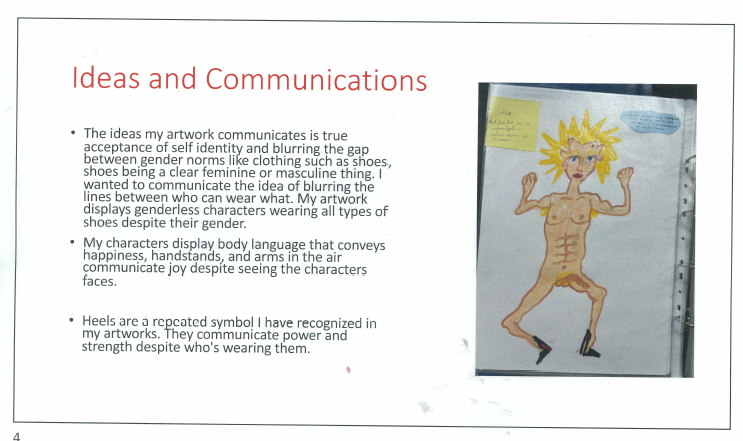 Ideas and Communications
• The ideas my artwork communicates is true
acceptance of self identity and blurring the gap
between gender norms like clothing such as shoes,
shoes being a clear feminine or masculine thing. I
wanted to communicate the idea of blurring the
lines between who can wear what. My artwork
displays genderless characters wearing all types of
shoes despite their gender.
• My characters display body language that conveys
happiness, handstands, and arms in the air
communicate joy despite seeing the characters
faces.
• Heels are a repeated symbol I have recognized in
my artworks. They communicate power and
strength despite who's wearing them.
4